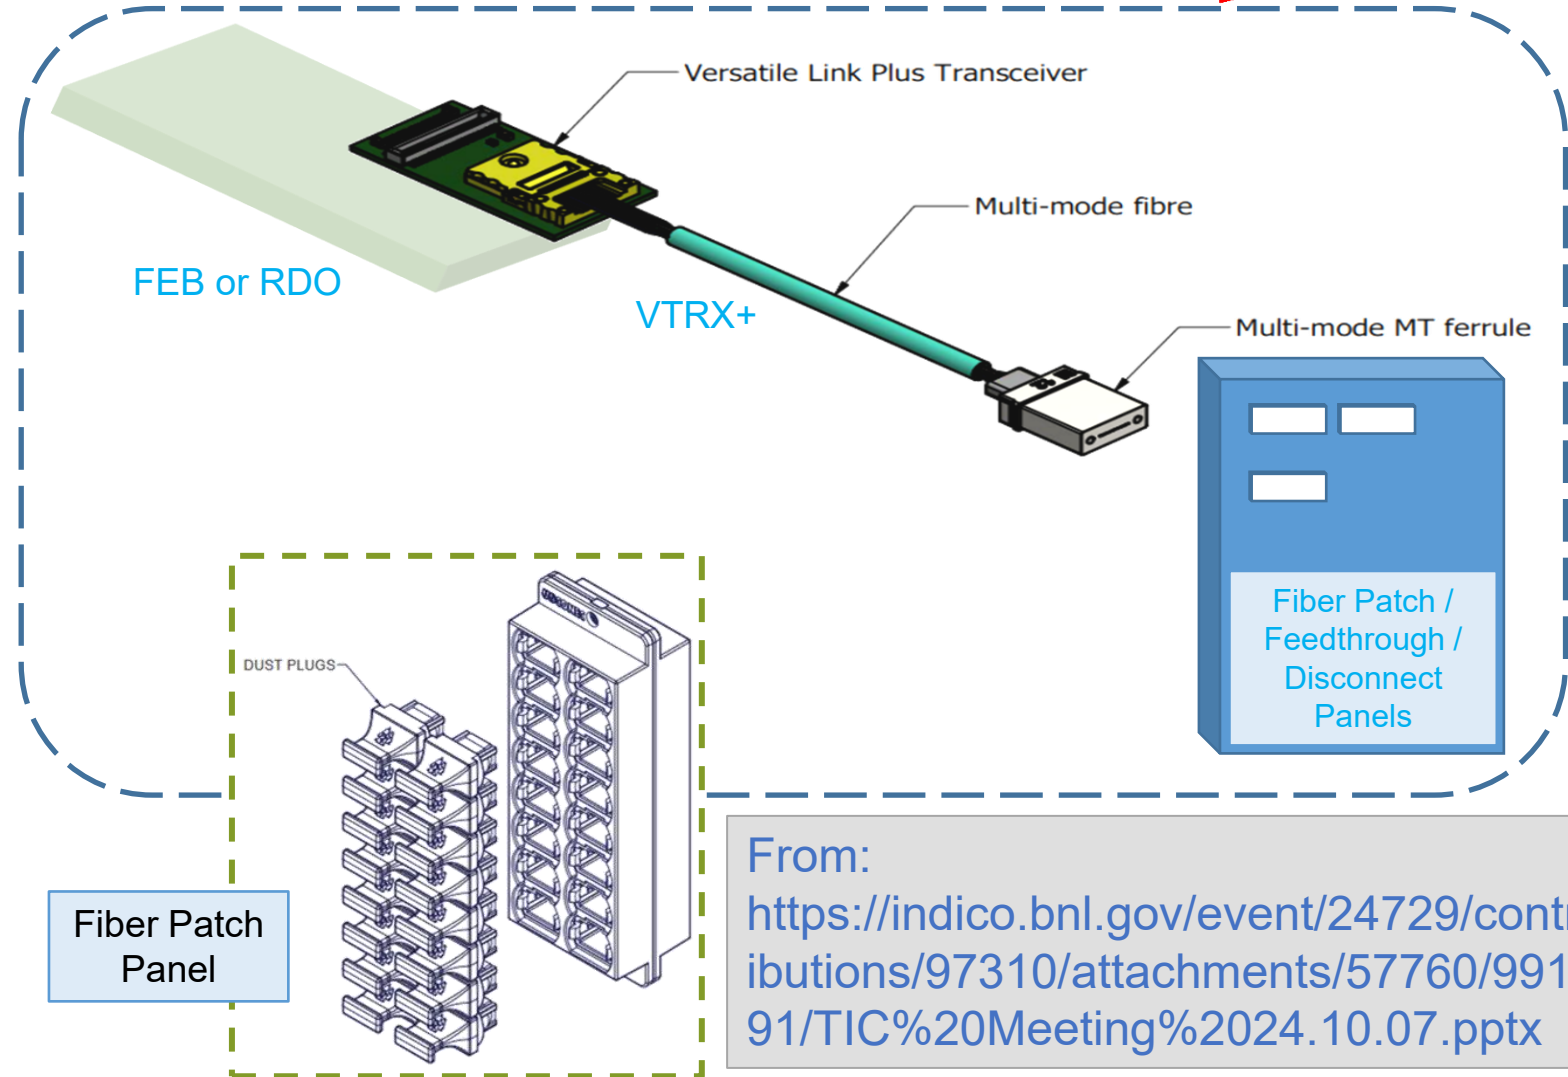 Versatile Link Plus Transceiver
Multi-mode fibre
FEB or RDO
VTRX+
Multi-mode MT ferrule
Fiber Patch /
Feedthrough /
Disconnect
Panels
DUST PLUGS
Fiber Patch
Panel
From:
https://indico.bnl.gov/event/24729/contr
ibutions/97310/attachments/57760/991
91/TIC%20Meeting%2024.10.07.pptx